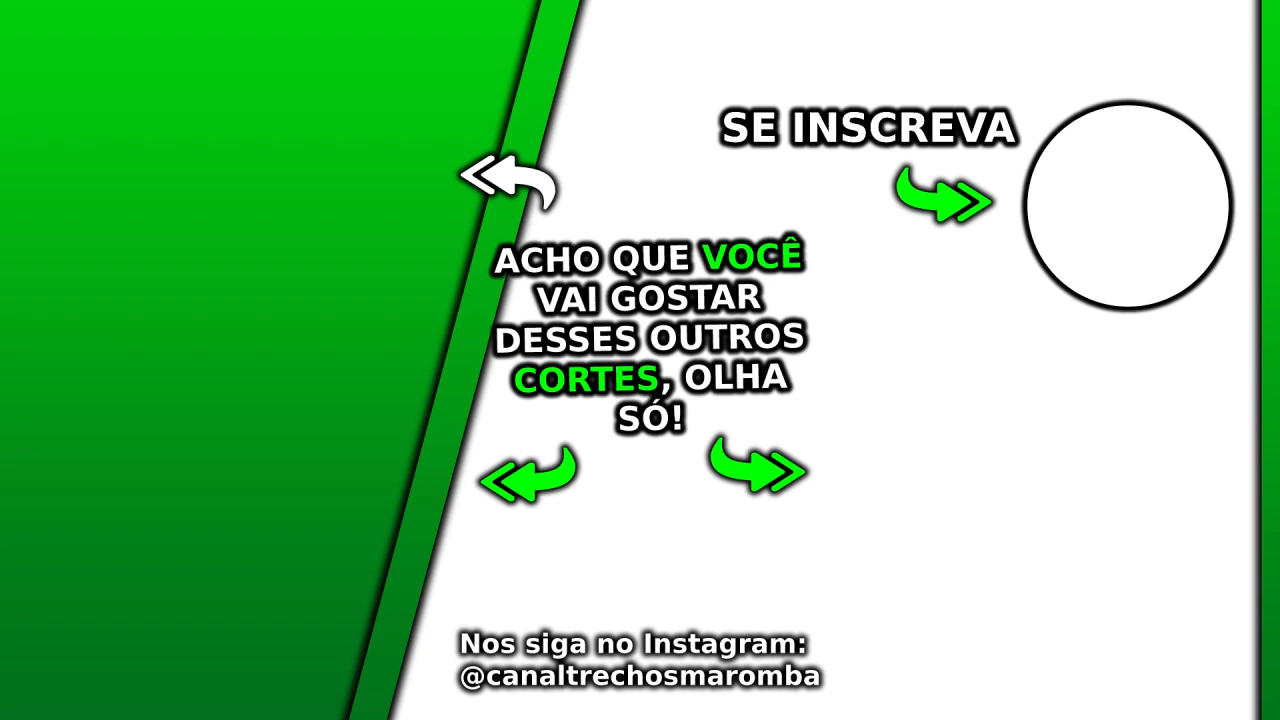 SE INSCREVA
ACHO QUE VOCÊ
VAI GOSTAR
DESSES OUTROS
CORTES, OLHA
SÓ!
Nos siga no Instagram:
@canaltrechosmaromba